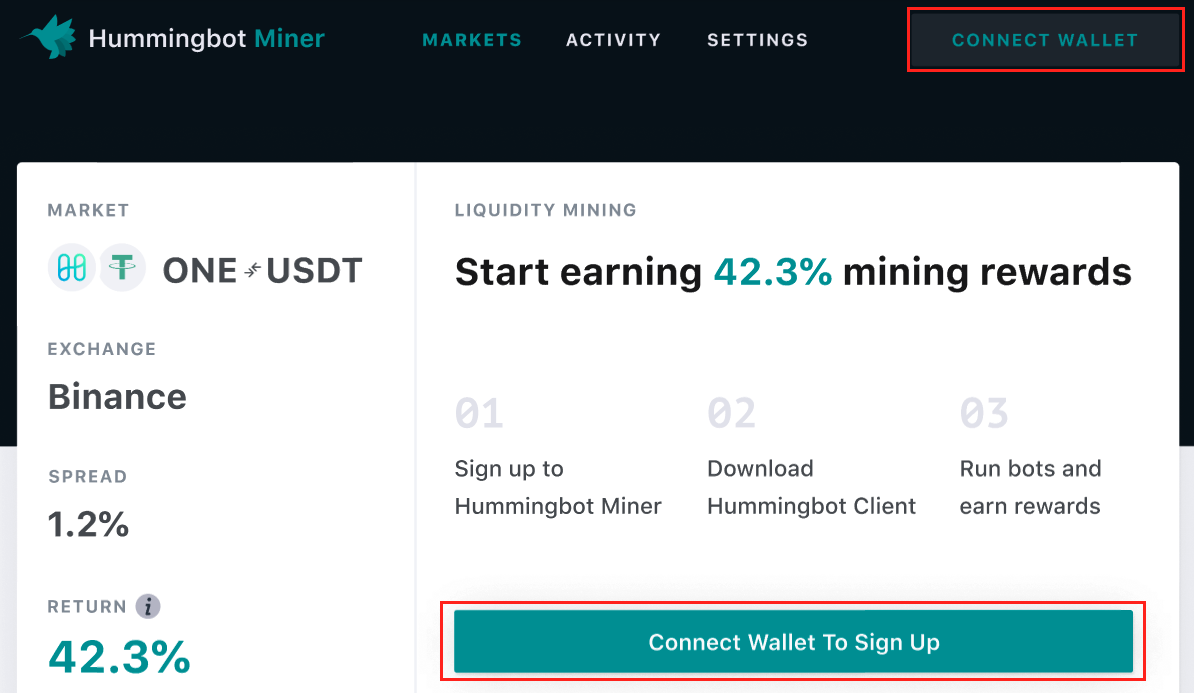 Hummingbot Miner
MARKETS
ACTIVITY
SETTINGS
CONNECT WALLET
MARKET
ONE USDT
EXCHANGE
Binance
SPREAD
1.2%
RETURN i
42.3%
LIQUIDITY MINING
Start earning 42.3% mining rewards
01
Sign up to
Hummingbot Miner
02
Download
Hummingbot Client
03
Run bots and
earn rewards
Connect Wallet To Sign Up